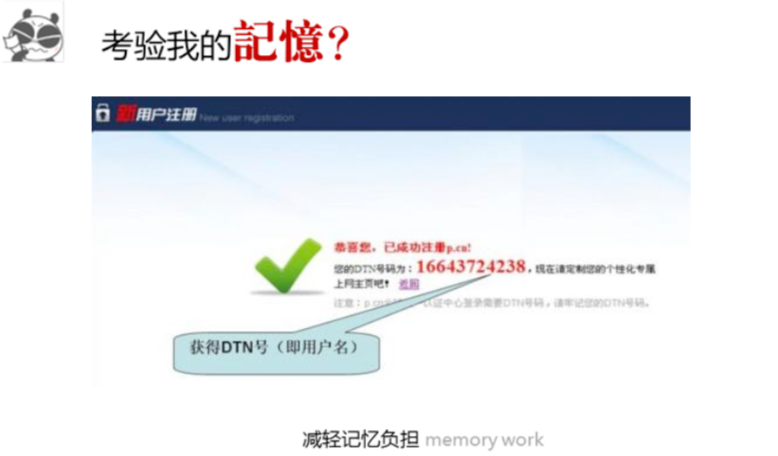 考验我的記憶?
新用户注册 New user registration
恭喜您，已成功注册p.cn!
您的DTN号码为：16643724238，现在请定制您的个性化专属
上网主页吧! 返回
注意：p.cn 认证中心登录需要DTN号码，请牢记您的DTN号码。
获得DTN号（即用户名）
减轻记忆负担 memory work